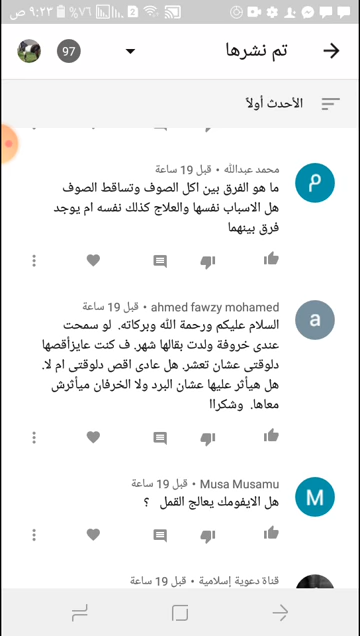 ٩:٢٣ ص
٪٧٦
تم نشرها
97
الأحدث أولاً
محمد عبدالله • قبل 19 ساعة
ما هو الفرق بين اكل الصوف وتساقط الصوف
هل الاسباب نفسها والعلاج كذلك نفسه ام يوجد
فرق بينهما
ahmed fawzy mohamed • قبل 19 ساعة
السلام عليكم ورحمة الله وبركاته. لو سمحت
عندى خروفة ولدت بقالها شهر. ف كنت عايزأقصها
دلوقتى عشان تعشر. هل عادى اقص دلوقتى ام لا.
هل هيأثر عليها عشان البرد ولا الخرفان ميأثرش
معاها. وشكراا
Musa Musamu • قبل 19 ساعة
هل الايفومك يعالج القمل ؟
قناة دعوية إسلامية • قبل 19 ساعة